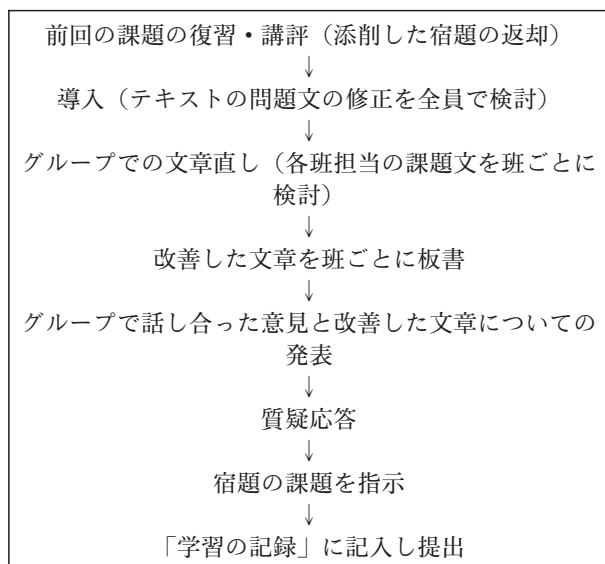 前回の課題の復習・講評（添削した宿題の返却）
↓
導入（テキストの問題文の修正を全員で検討）
↓
グループでの文章直し（各班担当の課題文を班ごとに
検討）
↓
改善した文章を班ごとに板書
↓
グループで話し合った意見と改善した文章についての
発表
↓
質疑応答
↓
宿題の課題を指示
↓
「学習の記録」に記入し提出